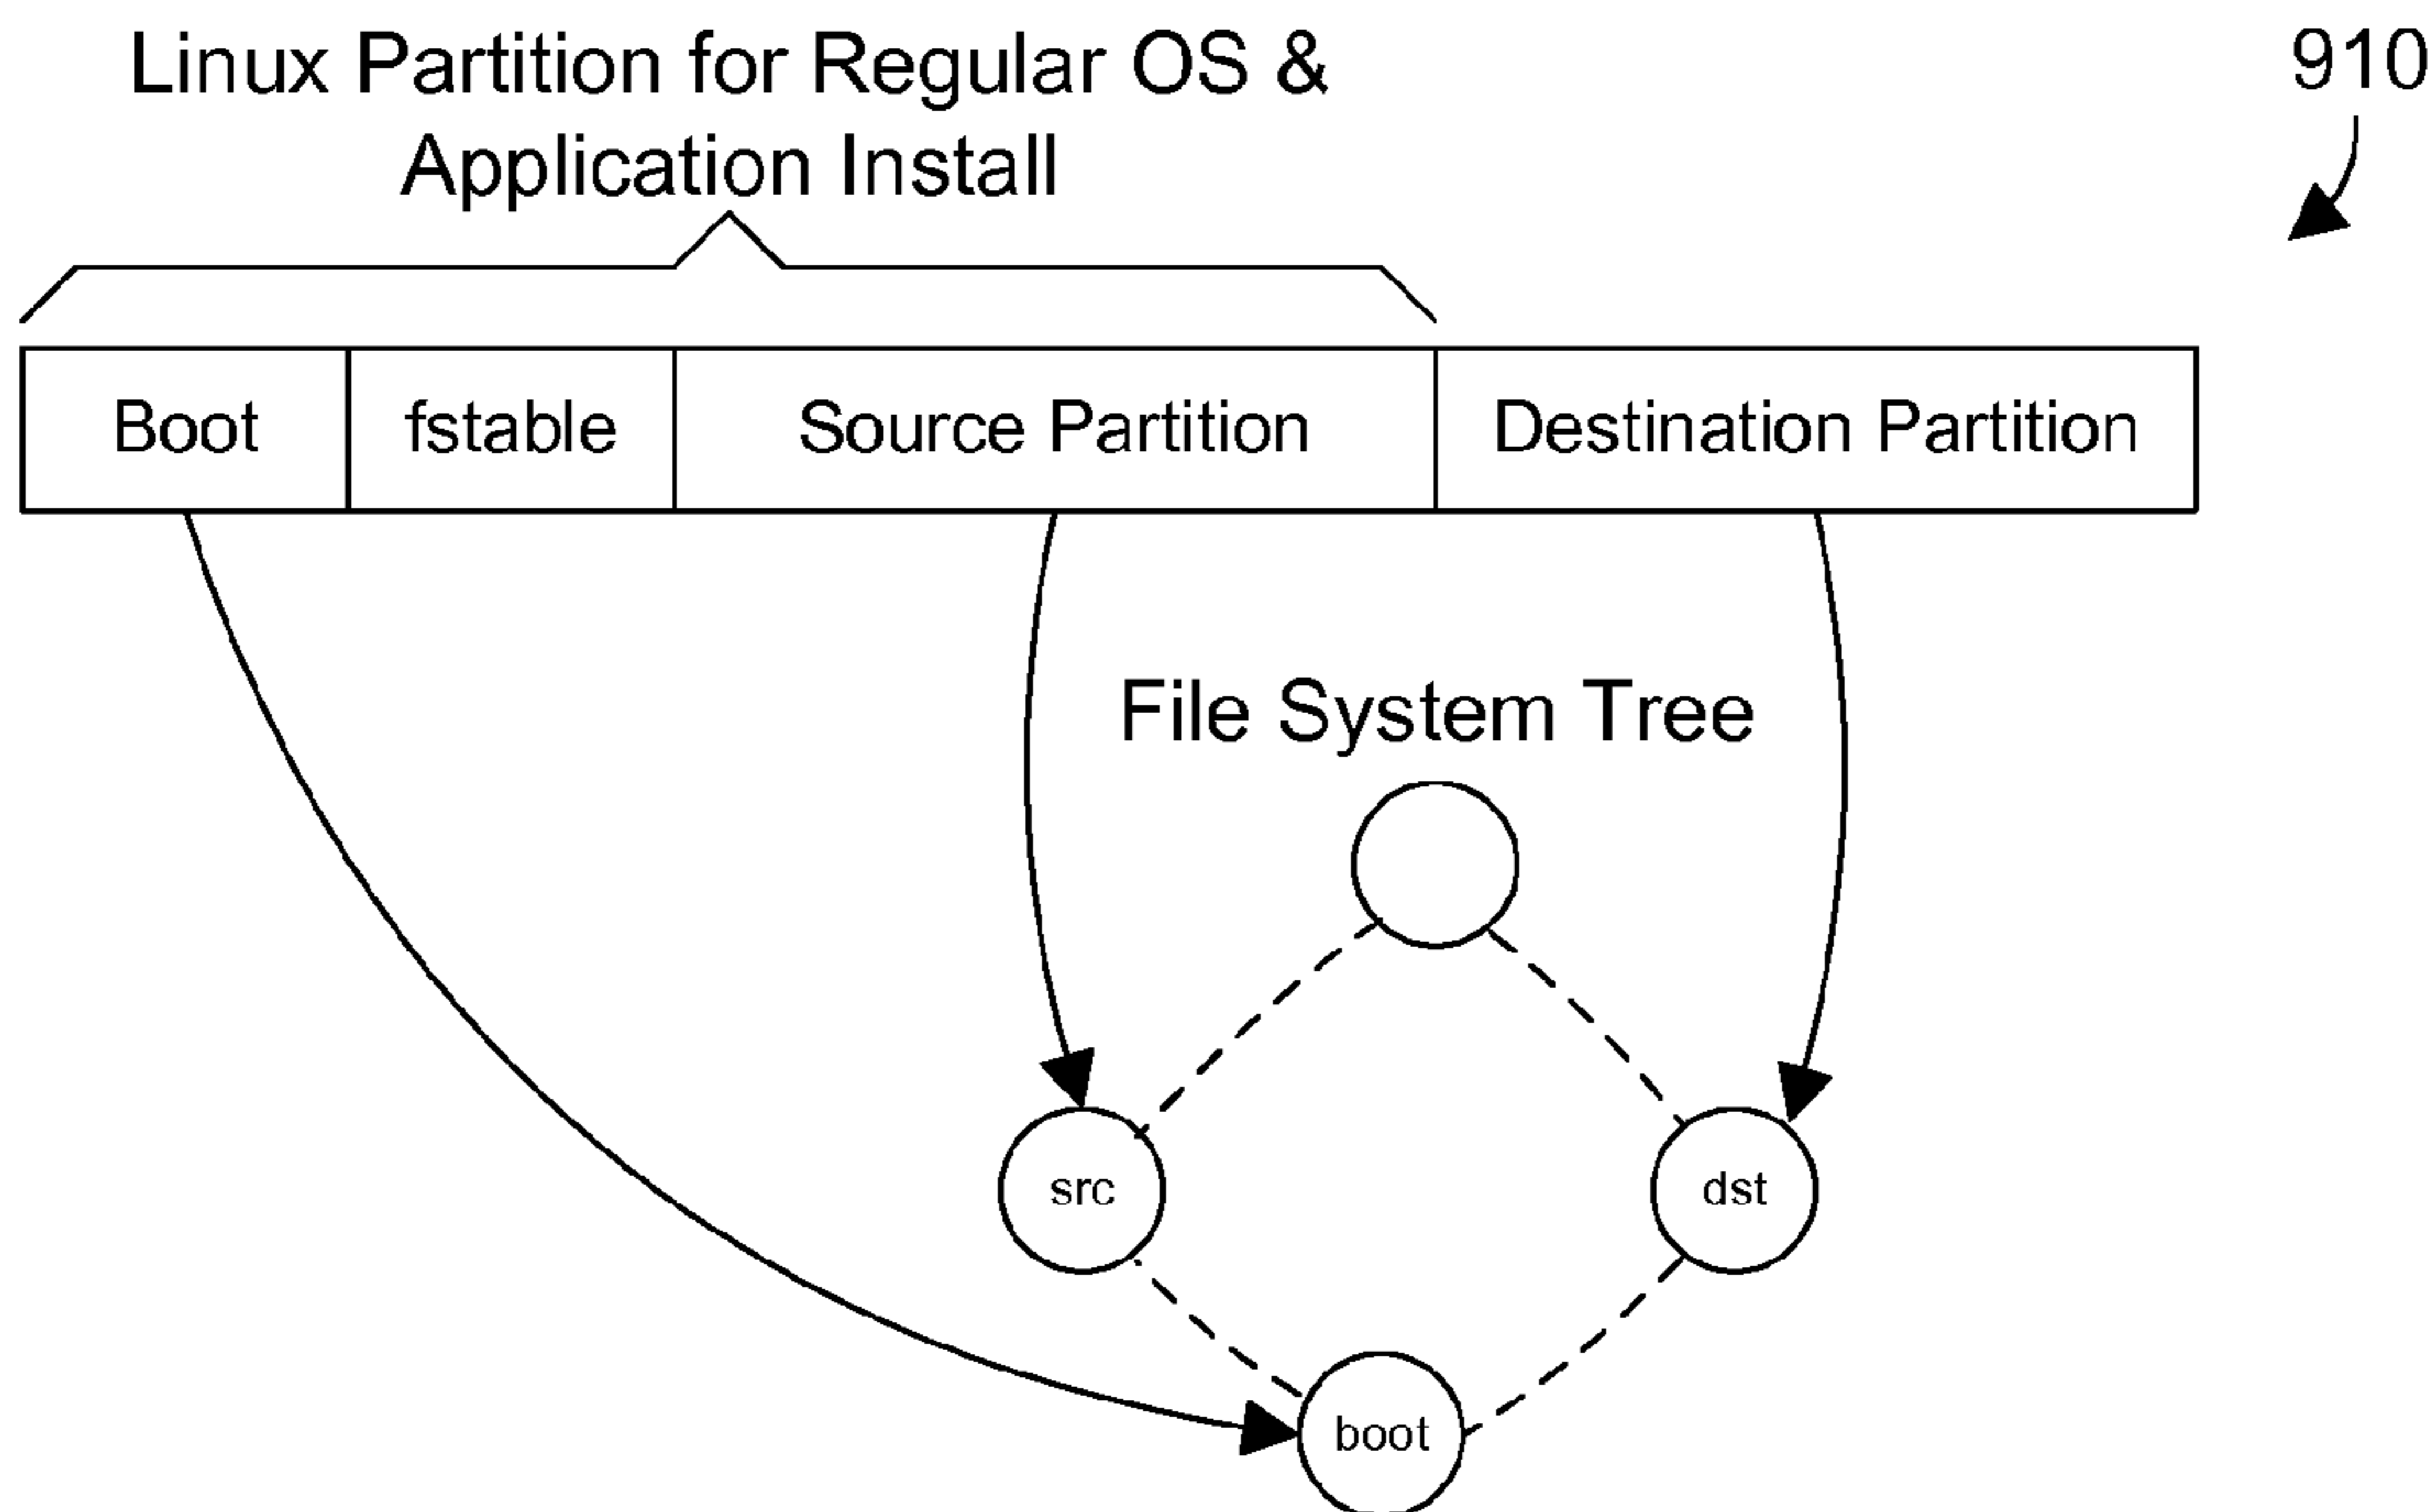 Linux Partition for Regular OS &
Application Install
910
Boot
fstable
Source Partition
Destination Partition
File System Tree
src
dst
boot